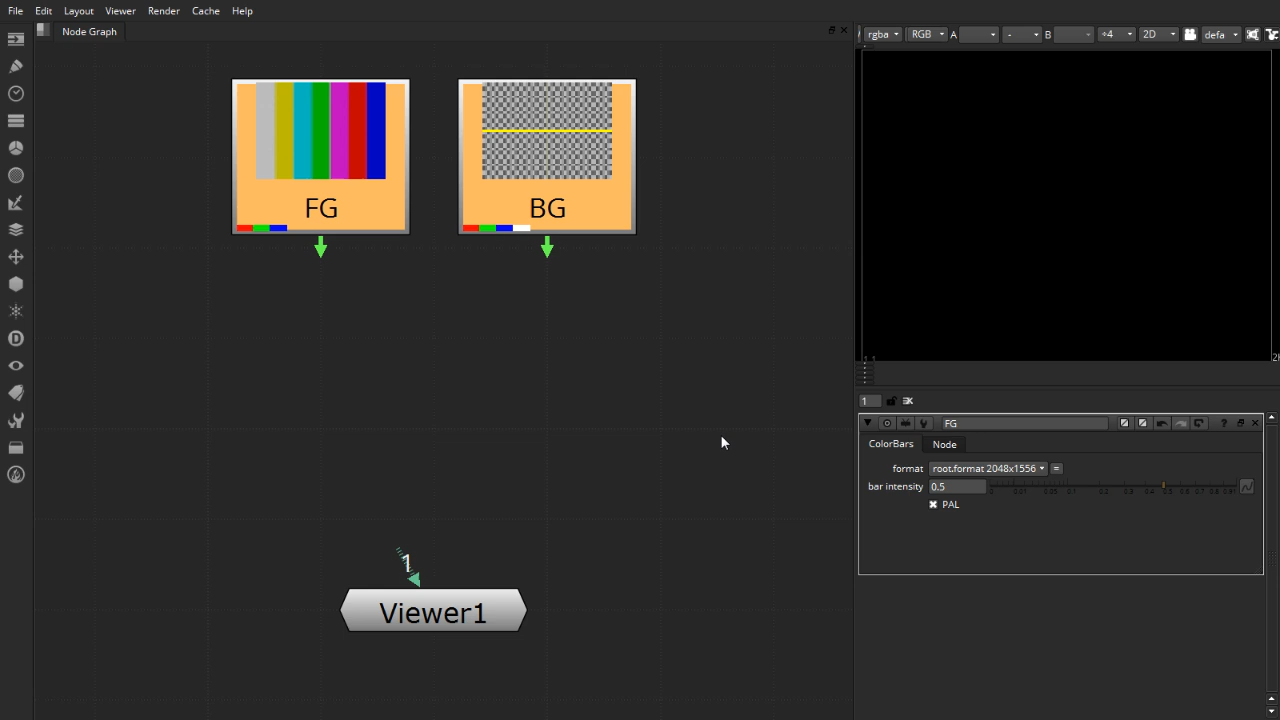 File Edit Layout Viewer Render Cache Help
Node Graph
rgba RGB A - B ÷4 2D defa
FG
BG
1
Viewer1
1
FG
ColorBars Node
format root.format 2048x1556 =
bar intensity 0.5
PAL